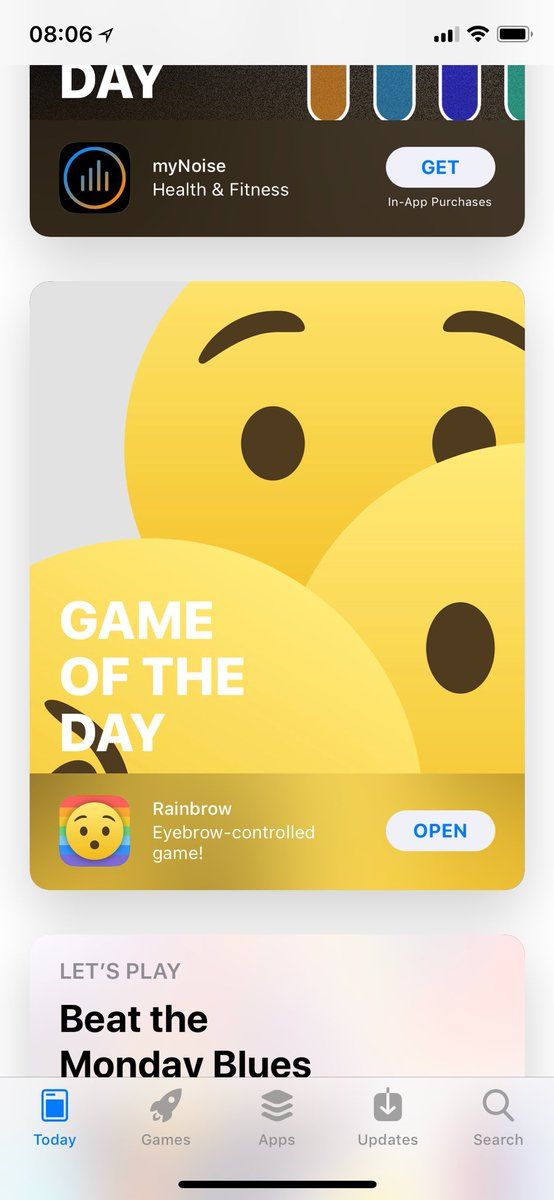 08:06
DAY
myNoise
Health & Fitness
GET
In-App Purchases
GAME
OF THE
DAY
Rainbrow
Eyebrow-controlled
game!
OPEN
LET’S PLAY
Beat the
Monday Blues
Today
Games
Apps
Updates
Search